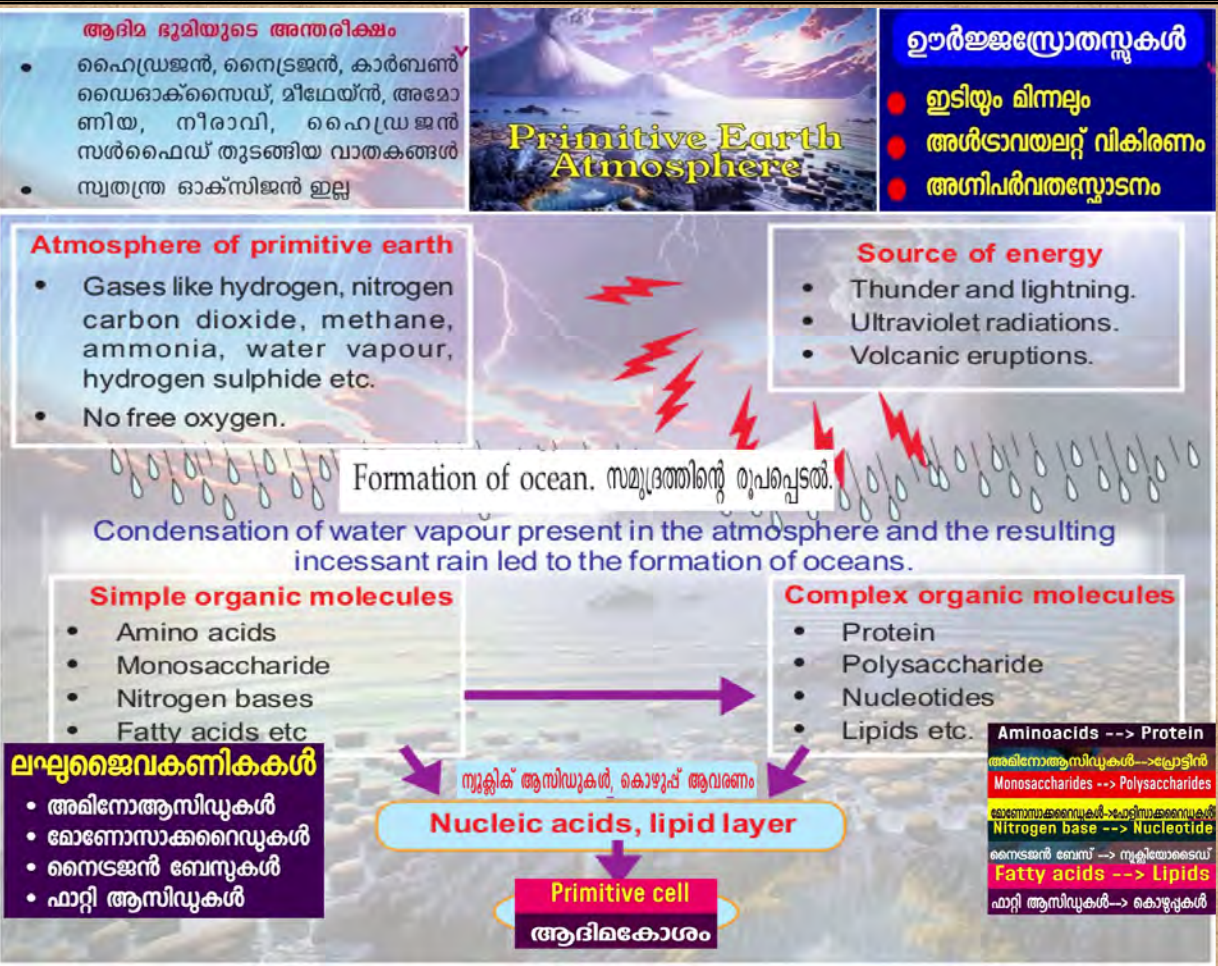 ആദിമ ഭൂമിയുടെ അന്തരീക്ഷം
• ഹൈഡ്രജൻ, നൈട്രജൻ, കാർബൺ
ഡൈഓക്സൈഡ്, മീഥേയ്ൻ, അമോ
ണിയ, നീരാവി, ഹൈഡ്രജൻ
സൾഫൈഡ് തുടങ്ങിയ വാതകങ്ങൾ
• സ്വതന്ത്ര ഓക്സിജൻ ഇല്ല
Primitive Earth
Atmosphere
ഊർജ്ജസ്രോതസ്സുകൾ
ഇടിയും മിന്നലും
അൾട്രാവയലറ്റ് വികിരണം
അഗ്നിപർവതസ്ഫോടനം
Atmosphere of primitive earth
• Gases like hydrogen, nitrogen
carbon dioxide, methane,
ammonia, water vapour,
hydrogen sulphide etc.
• No free oxygen.
Source of energy
• Thunder and lightning.
• Ultraviolet radiations.
• Volcanic eruptions.
Formation of ocean. സമുദ്രത്തിന്റെ രൂപപ്പെടൽ.
Condensation of water vapour present in the atmosphere and the resulting
incessant rain led to the formation of oceans.
Simple organic molecules
• Amino acids
• Monosaccharide
• Nitrogen bases
• Fatty acids etc
Complex organic molecules
• Protein
• Polysaccharide
• Nucleotides
• Lipids etc.
ലഘുജൈവകണികകൾ
• അമിനോആസിഡുകൾ
• മോണോസാക്കറൈഡുകൾ
• നൈട്രജൻ ബേസുകൾ
• ഫാറ്റി ആസിഡുകൾ
ന്യൂക്ലിക് ആസിഡുകൾ, കൊഴുപ്പ് ആവരണം
Nucleic acids, lipid layer
Primitive cell
ആദിമകോശം
Aminoacids --> Protein
അമിനോആസിഡുകൾ-->പ്രോട്ടീൻ
Monosaccharides --> Polysaccharides
മോണോസാക്കറൈഡുകൾ->പോളിസാക്കറൈഡുകൾ
Nitrogen base --> Nucleotide
നൈട്രജൻ ബേസ് --> ന്യൂക്ലിയോടൈഡ്
Fatty acids --> Lipids
ഫാറ്റി ആസിഡുകൾ--> കൊഴുപ്പുകൾ